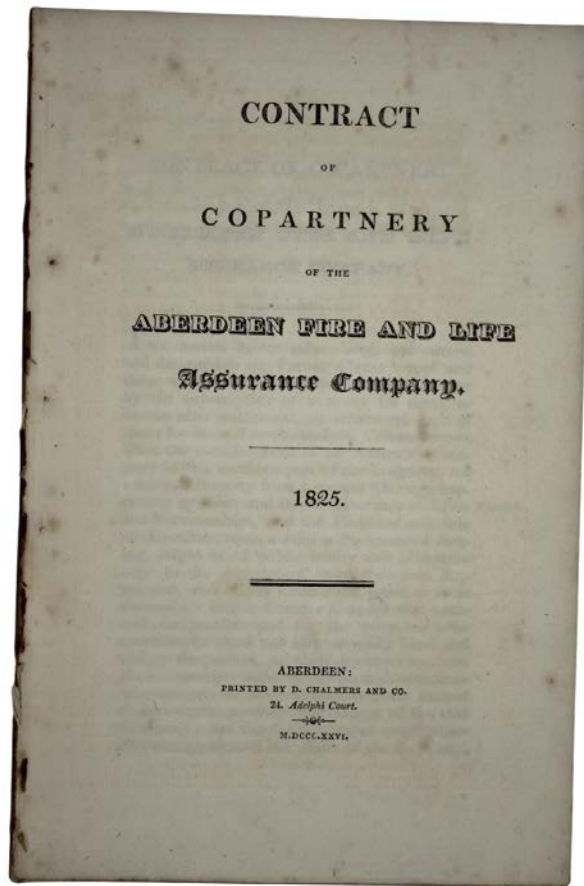 CONTRACT
OF
COPARTNERY
OF THE
ABERDEEN FIRE AND LIFE
Assurance Company.
1825.
ABERDEEN:
PRINTED BY D. CHALMERS AND CO.
24. Adelphi Court.
M.DCCC.XXVI.